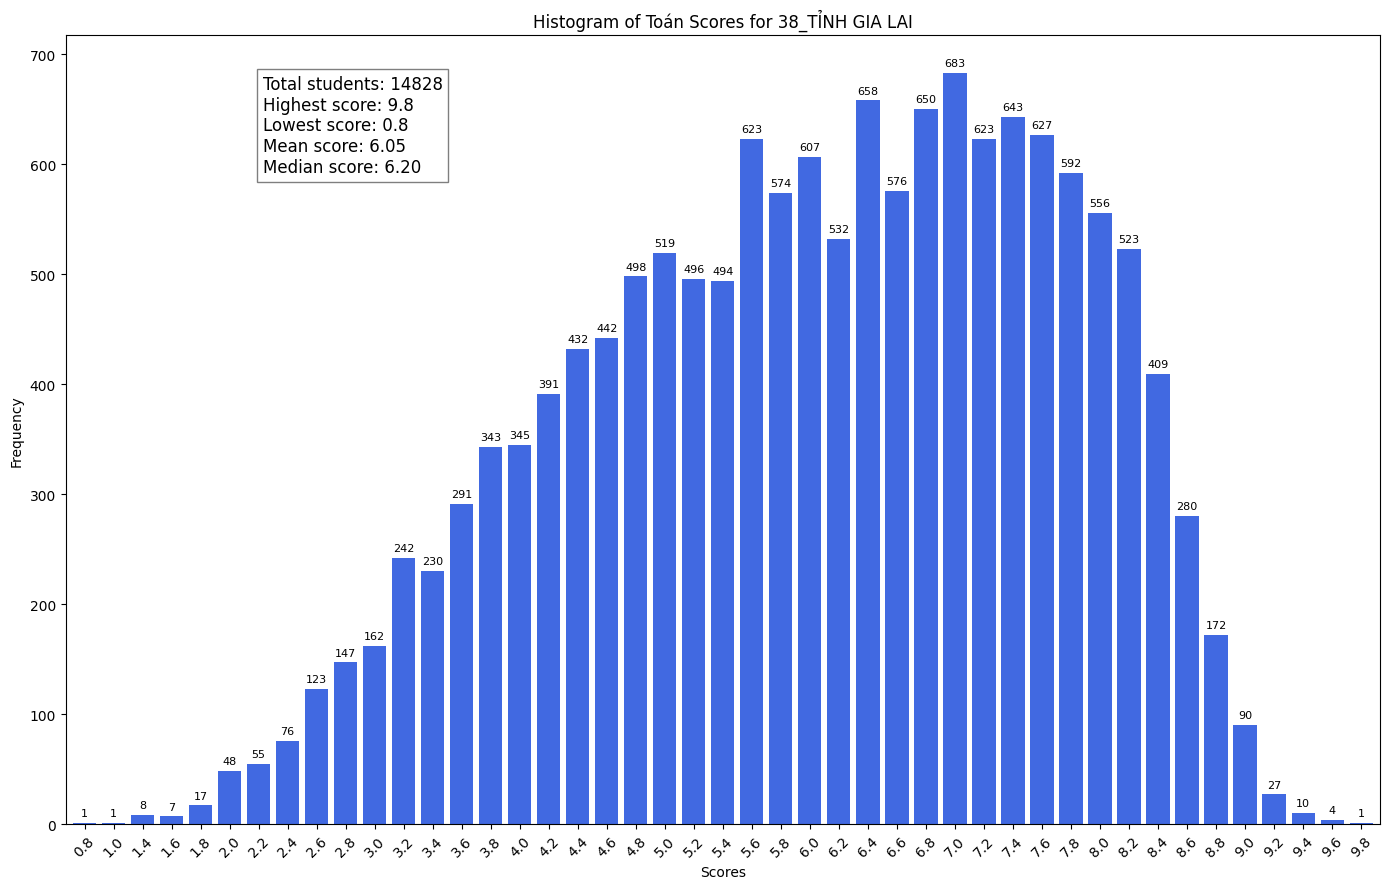 Histogram of Toán Scores for 38_TỈNH GIA LAI
Total students: 14828
Highest score: 9.8
Lowest score: 0.8
Mean score: 6.05
Median score: 6.20
Frequency
700
600
500
400
300
200
100
0
1 1 8 7 17 48 55 76 123 147 162 242 230 291 343 345 391 432 442 498 519 496 494 623 574 607 532 658 576 650 683 623 643 627 592 556 523 409 280 172 90 27 10 4 1
0.8 1.0 1.4 1.6 1.8 2.0 2.2 2.4 2.6 2.8 3.0 3.2 3.4 3.6 3.8 4.0 4.2 4.4 4.6 4.8 5.0 5.2 5.4 5.6 5.8 6.0 6.2 6.4 6.6 6.8 7.0 7.2 7.4 7.6 7.8 8.0 8.2 8.4 8.6 8.8 9.0 9.2 9.4 9.6 9.8
Scores